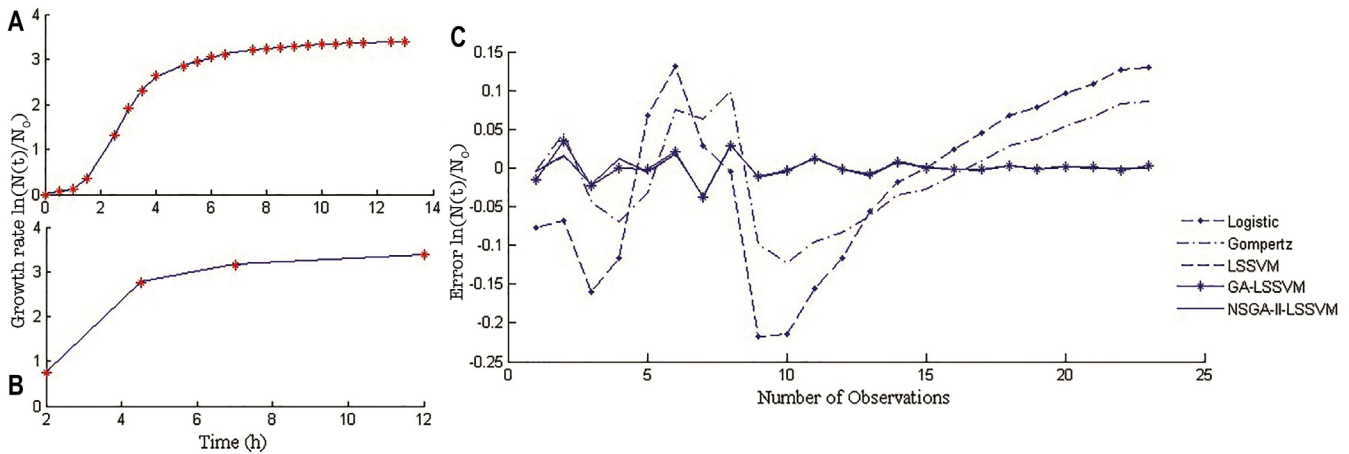 A
4
3
2
1
0
0 2 4 6 8 10 12 14
Growth rate ln(N(t)/N₀)
4
3
2
1
0
B
2 4 6 8 10 12
Time (h)
C
0.15
0.1
0.05
0
-0.05
-0.1
-0.15
-0.2
-0.25
Error ln(N(t)/N₀)
0 5 10 15 20 25
Number of Observations
Logistic
Gompertz
LSSVM
GA-LSSVM
NSGA-II-LSSVM